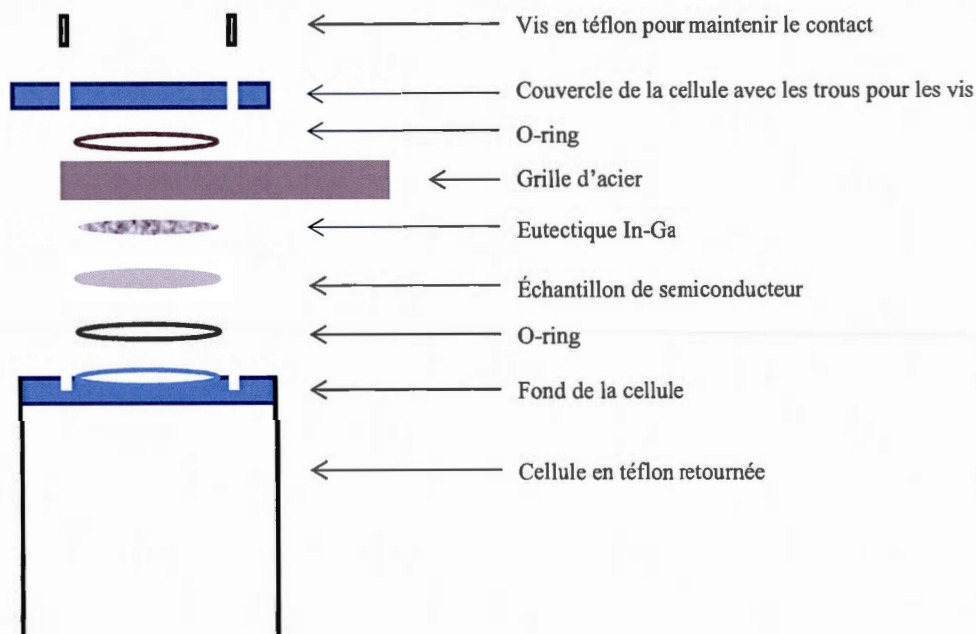 Vis en téflon pour maintenir le contact
Couvercle de la cellule avec les trous pour les vis
O-ring
Grille d'acier
Eutectique In-Ga
Échantillon de semiconducteur
O-ring
Fond de la cellule
Cellule en téflon retournée